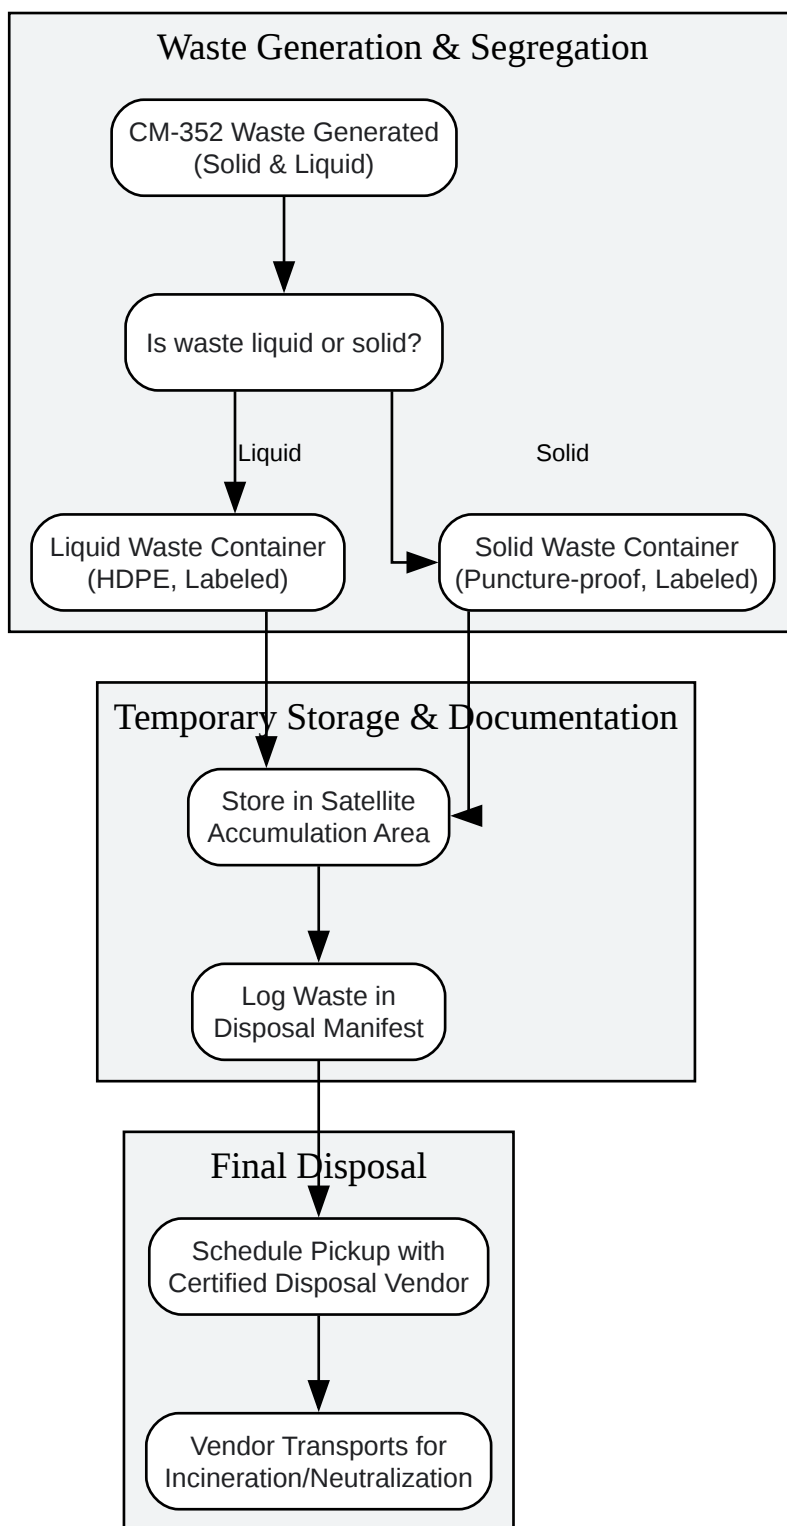 Waste Generation & Segregation
CM-352 Waste Generated
(Solid & Liquid)
Is waste liquid or solid?
Liquid
Solid
Liquid Waste Container
(HDPE, Labeled)
Solid Waste Container
(Puncture-proof, Labeled)
Temporary Storage & Documentation
Store in Satellite
Accumulation Area
Log Waste in
Disposal Manifest
Final Disposal
Schedule Pickup with
Certified Disposal Vendor
Vendor Transports for
Incineration/Neutralization